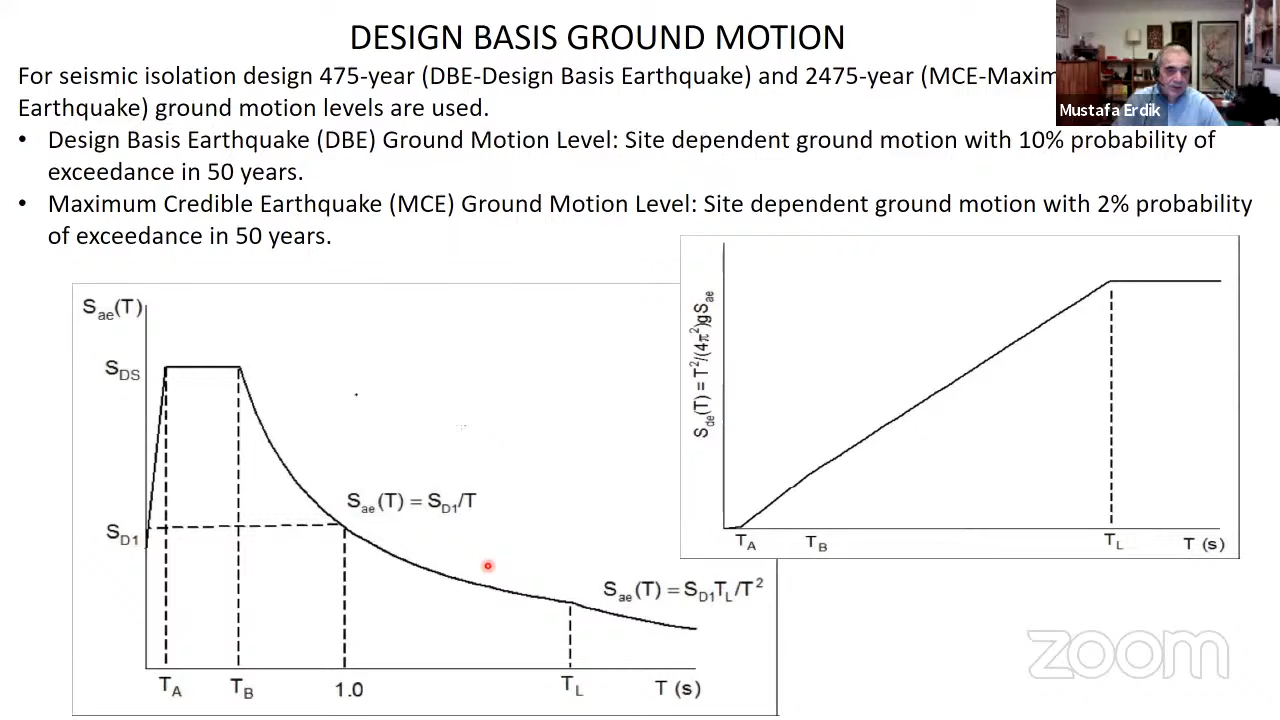 DESIGN BASIS GROUND MOTION
For seismic isolation design 475-year (DBE-Design Basis Earthquake) and 2475-year (MCE-Maxim
Earthquake) ground motion levels are used.
• Design Basis Earthquake (DBE) Ground Motion Level: Site dependent ground motion with 10% probability of
exceedance in 50 years.
• Maximum Credible Earthquake (MCE) Ground Motion Level: Site dependent ground motion with 2% probability
of exceedance in 50 years.
Mustafa Erdik
Sae(T)
SDS
SD1
Sae(T) = SD1/T
Sae(T) = SD1TL/T²
TA TB 1.0 TL T (s)
Sde(T) = T²/(4π²)gSae
TA TB TL T (s)
zoom